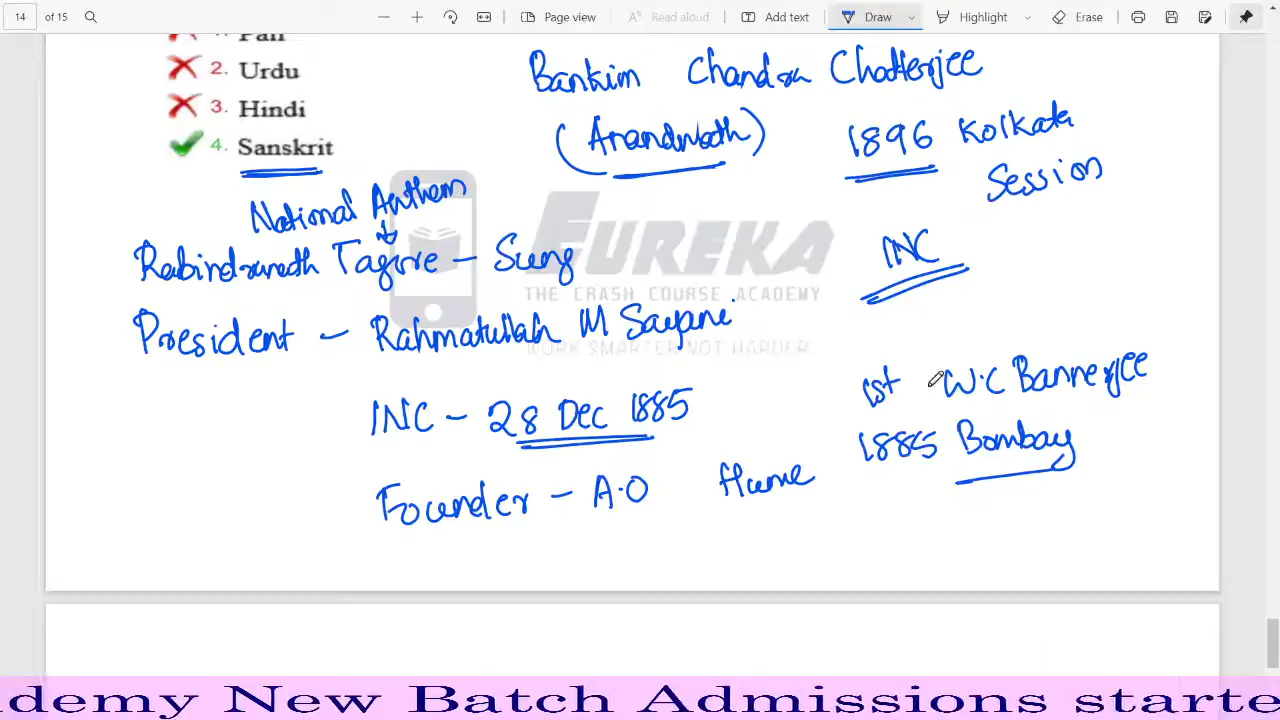 14 of 15 Page view Read aloud Add text Draw Highlight Erase
1. Pali
2. Urdu
3. Hindi
4. Sanskrit
Bankim Chandra Chatterjee
(Anandmath)
1896 Kolkata
Session
INC
National Anthem
Rabindranath Tagore - Sung
EUREKA
THE CRASH COURSE ACADEMY
President - Rahmatullah M Sayani
WORK SMARTER NOT HARDER
INC - 28 Dec 1885
Founder - A.O Hume
1st W.C Bannerjee
1885 Bombay
demy New Batch Admissions starte